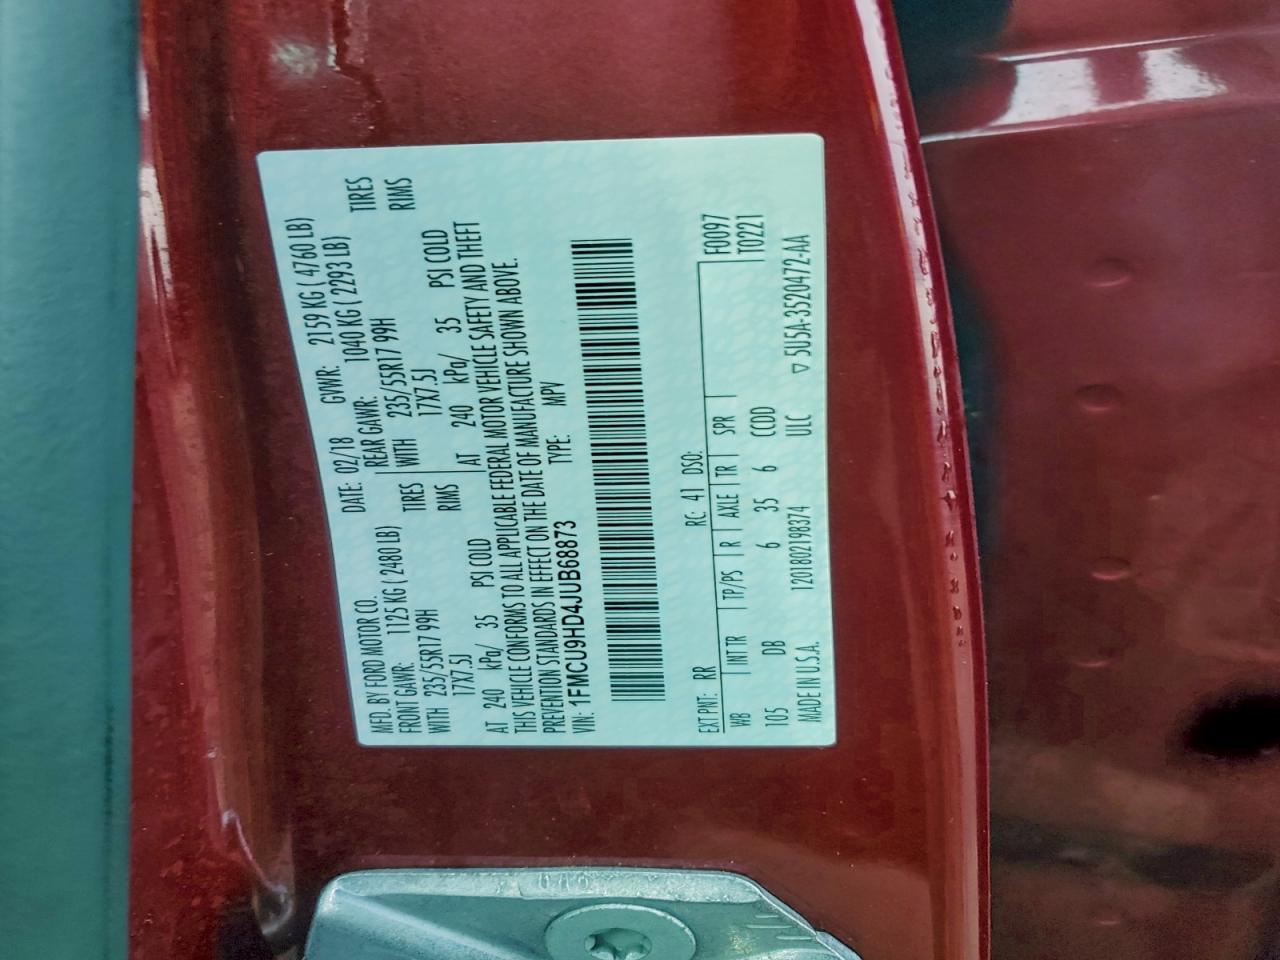 MFD. BY FORD MOTOR CO. DATE: 02/18 GVWR: 2159 KG ( 4760 LB)
FRONT GAWR: 1125 KG ( 2480 LB) REAR GAWR: 1040 KG ( 2293 LB)
WITH 235/55R17 99H TIRES WITH 235/55R17 99H TIRES
17X7.5J RIMS 17X7.5J RIMS
AT 240 kPa/ 35 PSI COLD AT 240 kPa/ 35 PSI COLD
THIS VEHICLE CONFORMS TO ALL APPLICABLE FEDERAL MOTOR VEHICLE SAFETY AND THEFT
PREVENTION STANDARDS IN EFFECT ON THE DATE OF MANUFACTURE SHOWN ABOVE.
VIN: 1FMCU9HD4JUB68873 TYPE: MPV
EXT PNT: RR RC: 41 DSO: F0097
WB INT TR TP/PS R AXLE TR SPR T0221
105 DB 6 35 6 CCDD
MADE IN U.S.A. 1201802198374 ULC ▽ 5U5A-3520472-AA